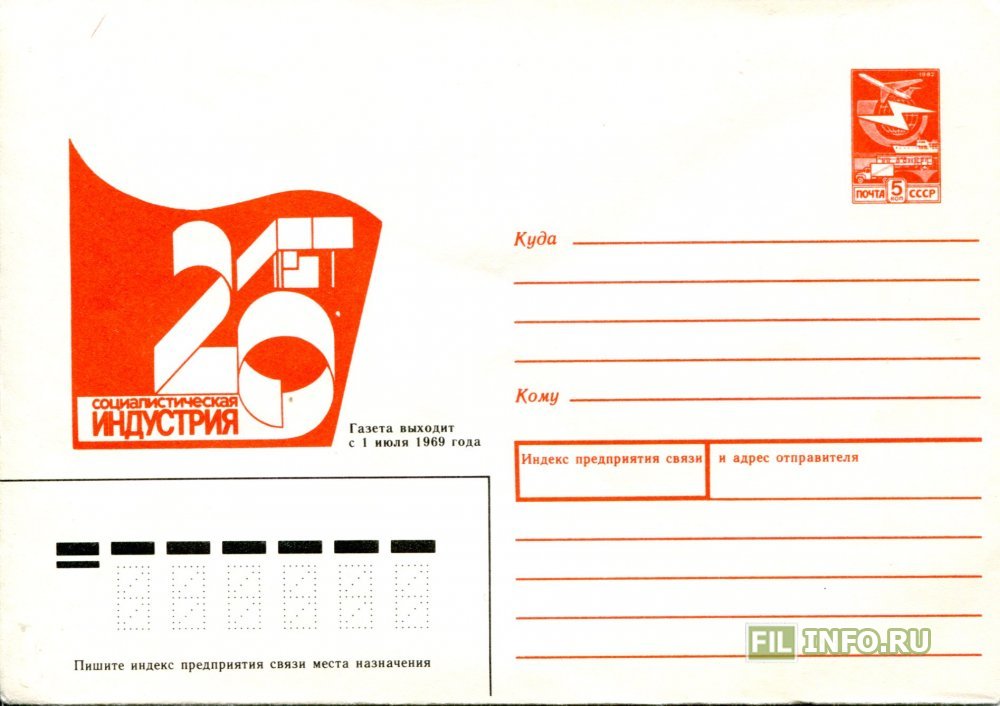 1982
ПОЧТА 5 КОП СССР
20 ЛЕТ
СОЦИАЛИСТИЧЕСКАЯ
ИНДУСТРИЯ
Газета выходит
с 1 июля 1969 года
Куда
Кому
Индекс предприятия связи и адрес отправителя
Пишите индекс предприятия связи места назначения
FIL INFO.RU